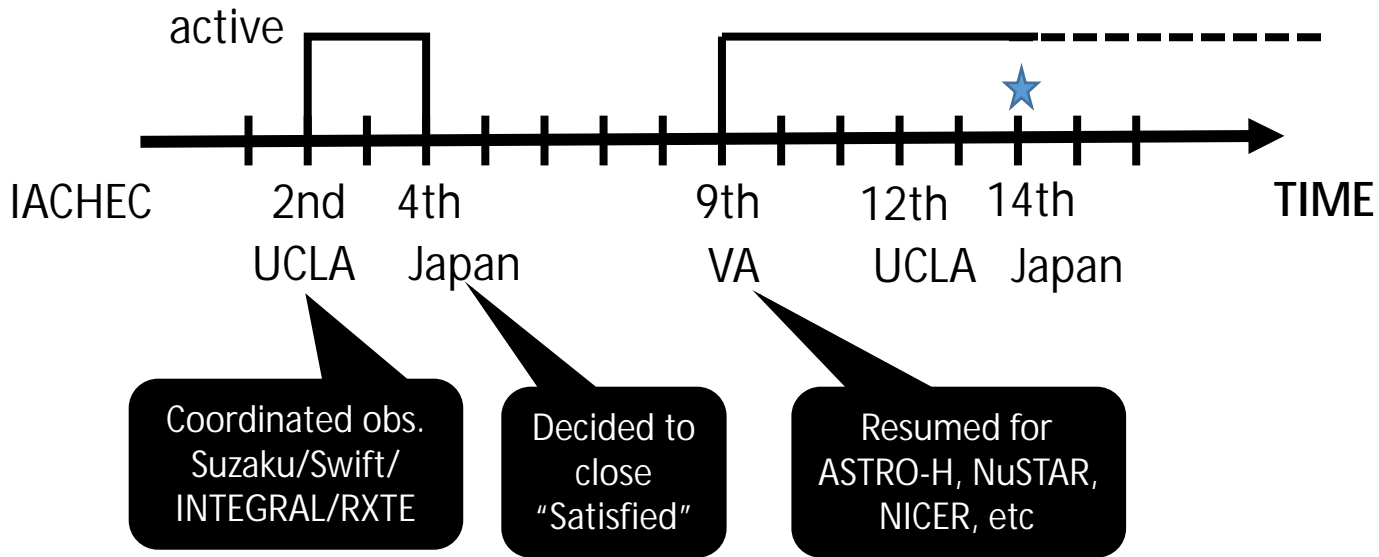 active
IACHEC 2nd 4th 9th 12th 14th TIME
UCLA Japan VA UCLA Japan
Coordinated obs.
Suzaku/Swift/
INTEGRAL/RXTE
Decided to
close
“Satisfied”
Resumed for
ASTRO-H, NuSTAR,
NICER, etc